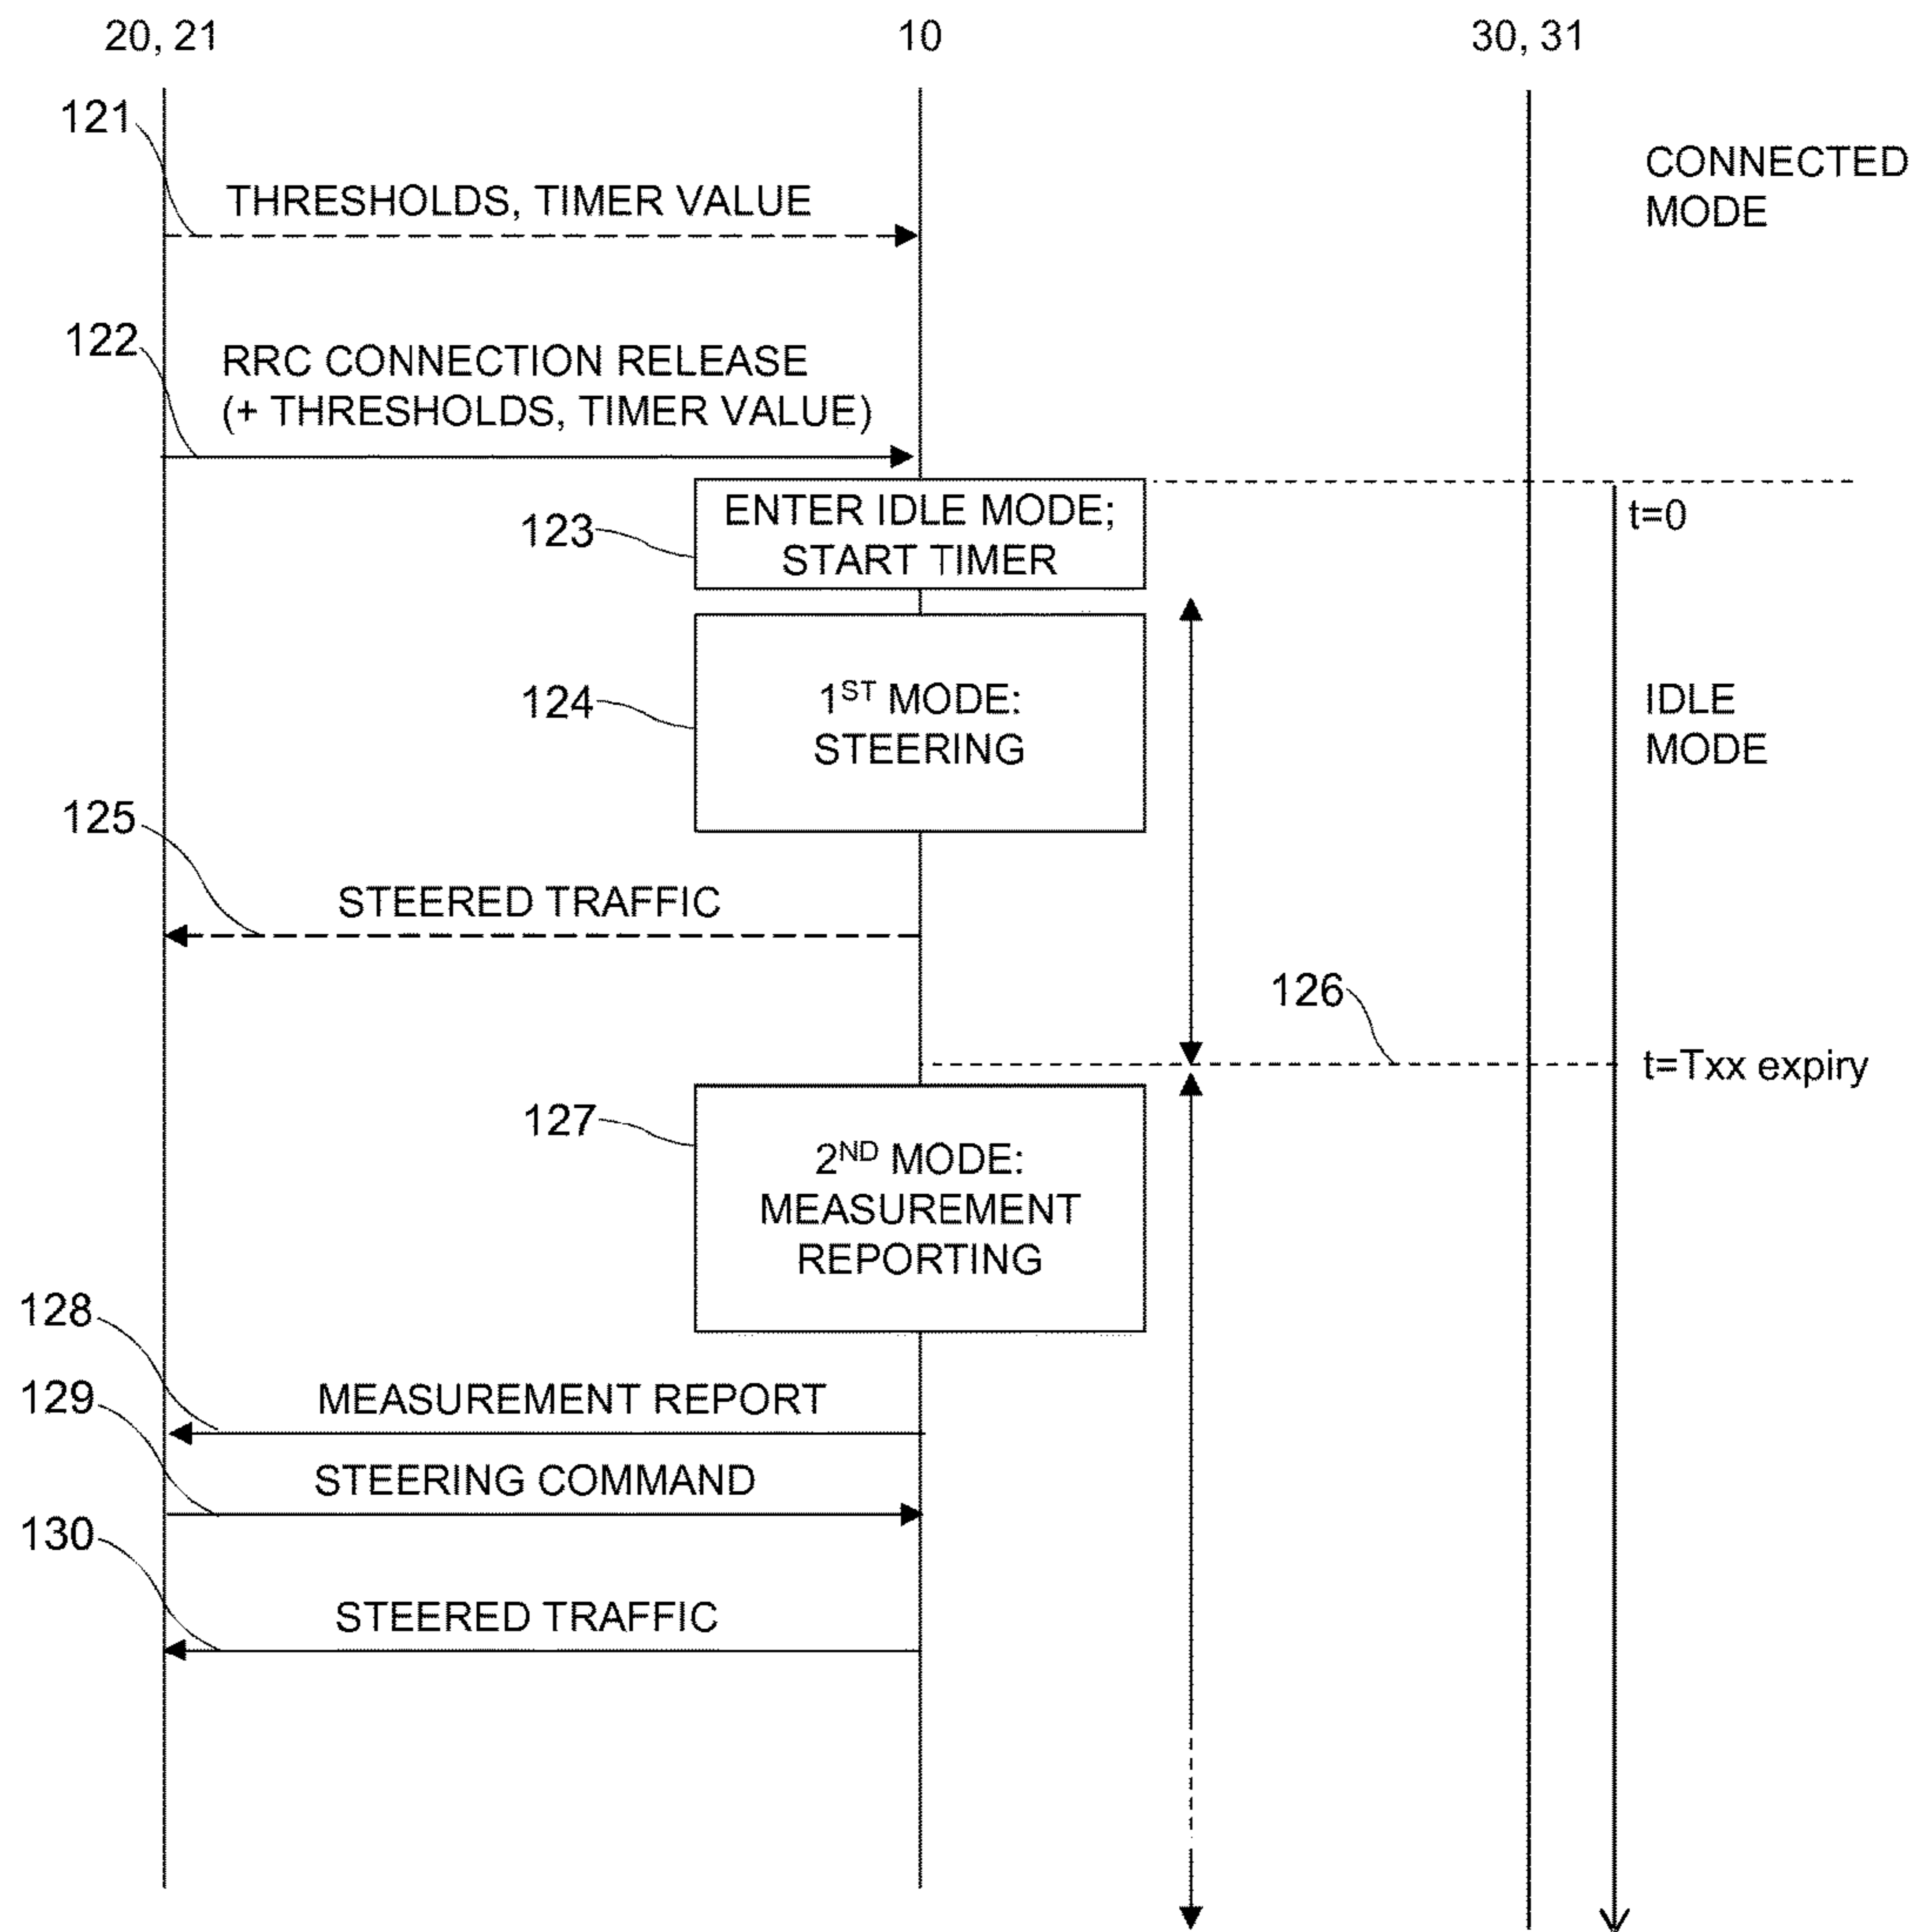 20, 21
10
30, 31
121
CONNECTED
MODE
THRESHOLDS, TIMER VALUE
122
RRC CONNECTION RELEASE
(+ THRESHOLDS, TIMER VALUE)
ENTER IDLE MODE;
START TIMER
123
t=0
1ST MODE:
STEERING
124
IDLE
MODE
125
STEERED TRAFFIC
126
t=Txx expiry
127
2ND MODE:
MEASUREMENT
REPORTING
128
MEASUREMENT REPORT
129
STEERING COMMAND
130
STEERED TRAFFIC